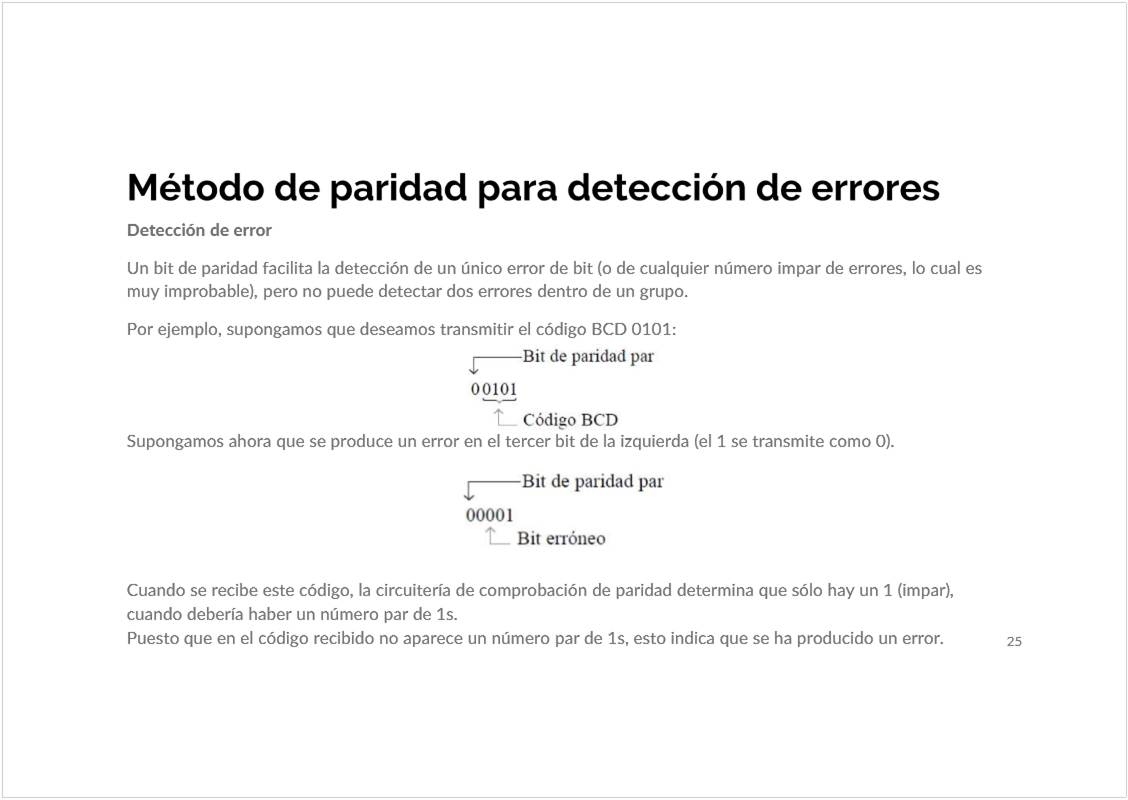 Método de paridad para detección de errores
Detección de error
Un bit de paridad facilita la detección de un único error de bit (o de cualquier número impar de errores, lo cual es
muy improbable), pero no puede detectar dos errores dentro de un grupo.
Por ejemplo, supongamos que deseamos transmitir el código BCD 0101:
Bit de paridad par
0 0101
Código BCD
Supongamos ahora que se produce un error en el tercer bit de la izquierda (el 1 se transmite como 0).
Bit de paridad par
00001
Bit erróneo
Cuando se recibe este código, la circuitería de comprobación de paridad determina que sólo hay un 1 (impar),
cuando debería haber un número par de 1s.
Puesto que en el código recibido no aparece un número par de 1s, esto indica que se ha producido un error.
25